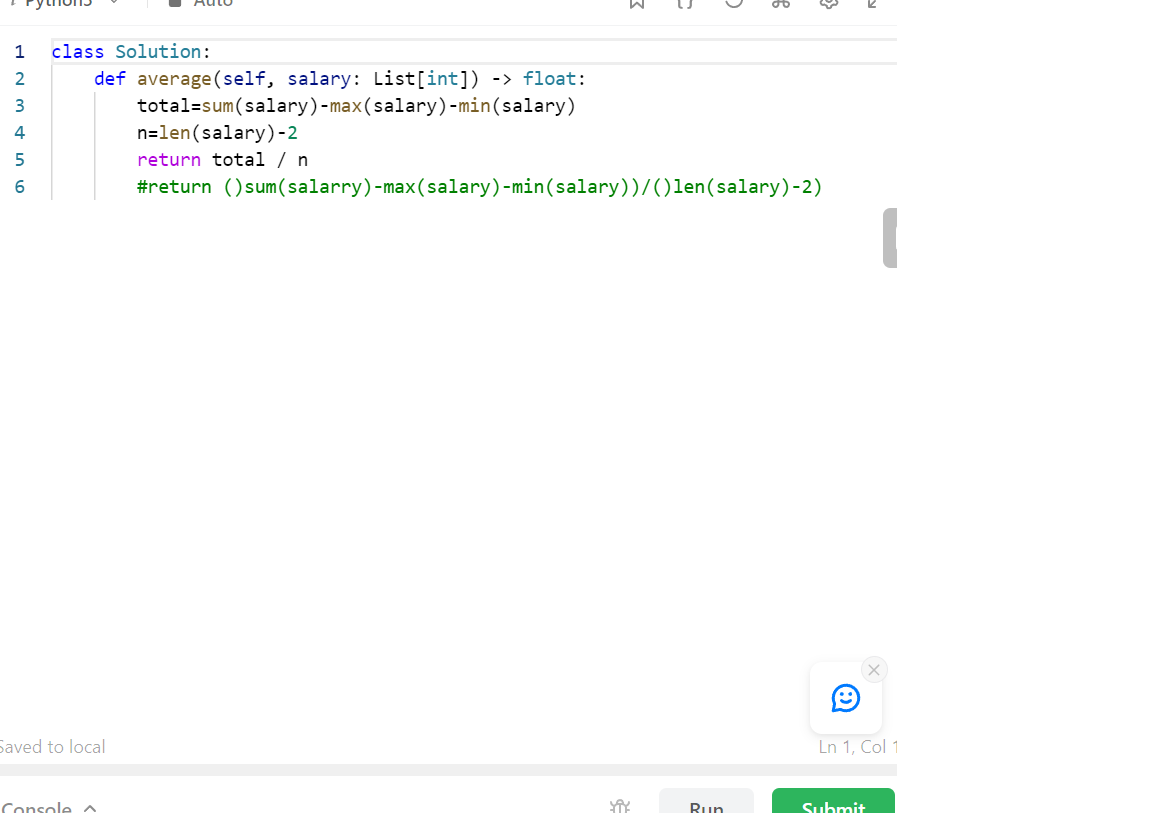 Python3
Auto
1 class Solution:
2     def average(self, salary: List[int]) -> float:
3         total=sum(salary)-max(salary)-min(salary)
4         n=len(salary)-2
5         return total / n
6         #return ()sum(salarry)-max(salary)-min(salary))/()len(salary)-2)
Saved to local
Ln 1, Col 1
Console
Run
Submit